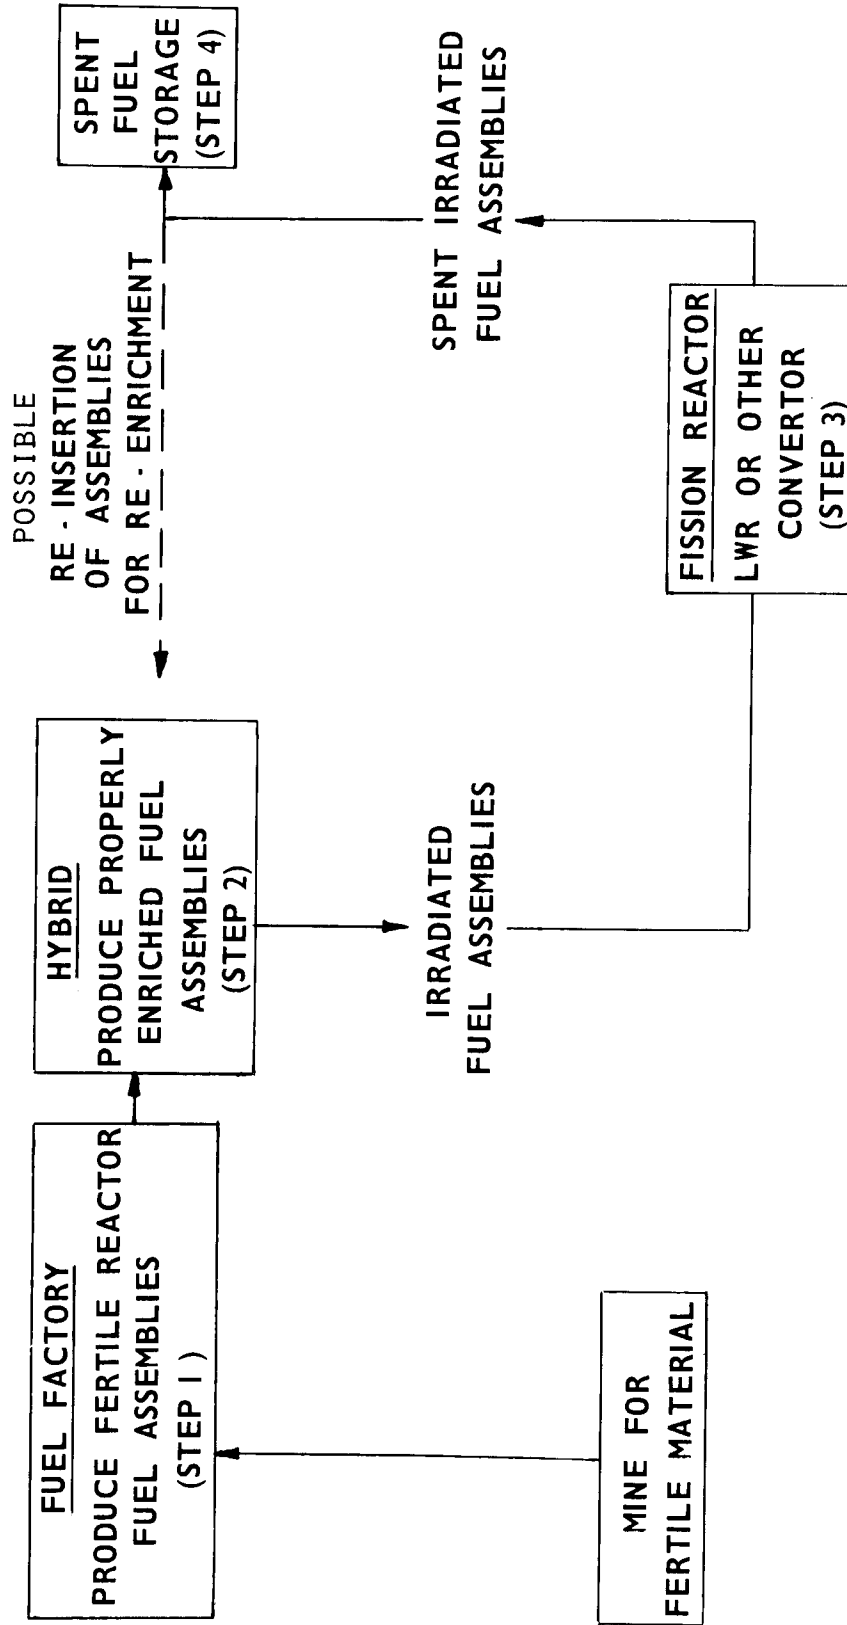 FUEL FACTORY
PRODUCE FERTILE REACTOR
FUEL ASSEMBLIES
(STEP 1)
HYBRID
PRODUCE PROPERLY
ENRICHED FUEL
ASSEMBLIES
(STEP 2)
POSSIBLE
RE - INSERTION
OF ASSEMBLIES
FOR RE - ENRICHMENT
SPENT
FUEL
STORAGE
(STEP 4)
IRRADIATED
FUEL ASSEMBLIES
SPENT IRRADIATED
FUEL ASSEMBLIES
MINE FOR
FERTILE MATERIAL
FISSION REACTOR
LWR OR OTHER
CONVERTOR
(STEP 3)